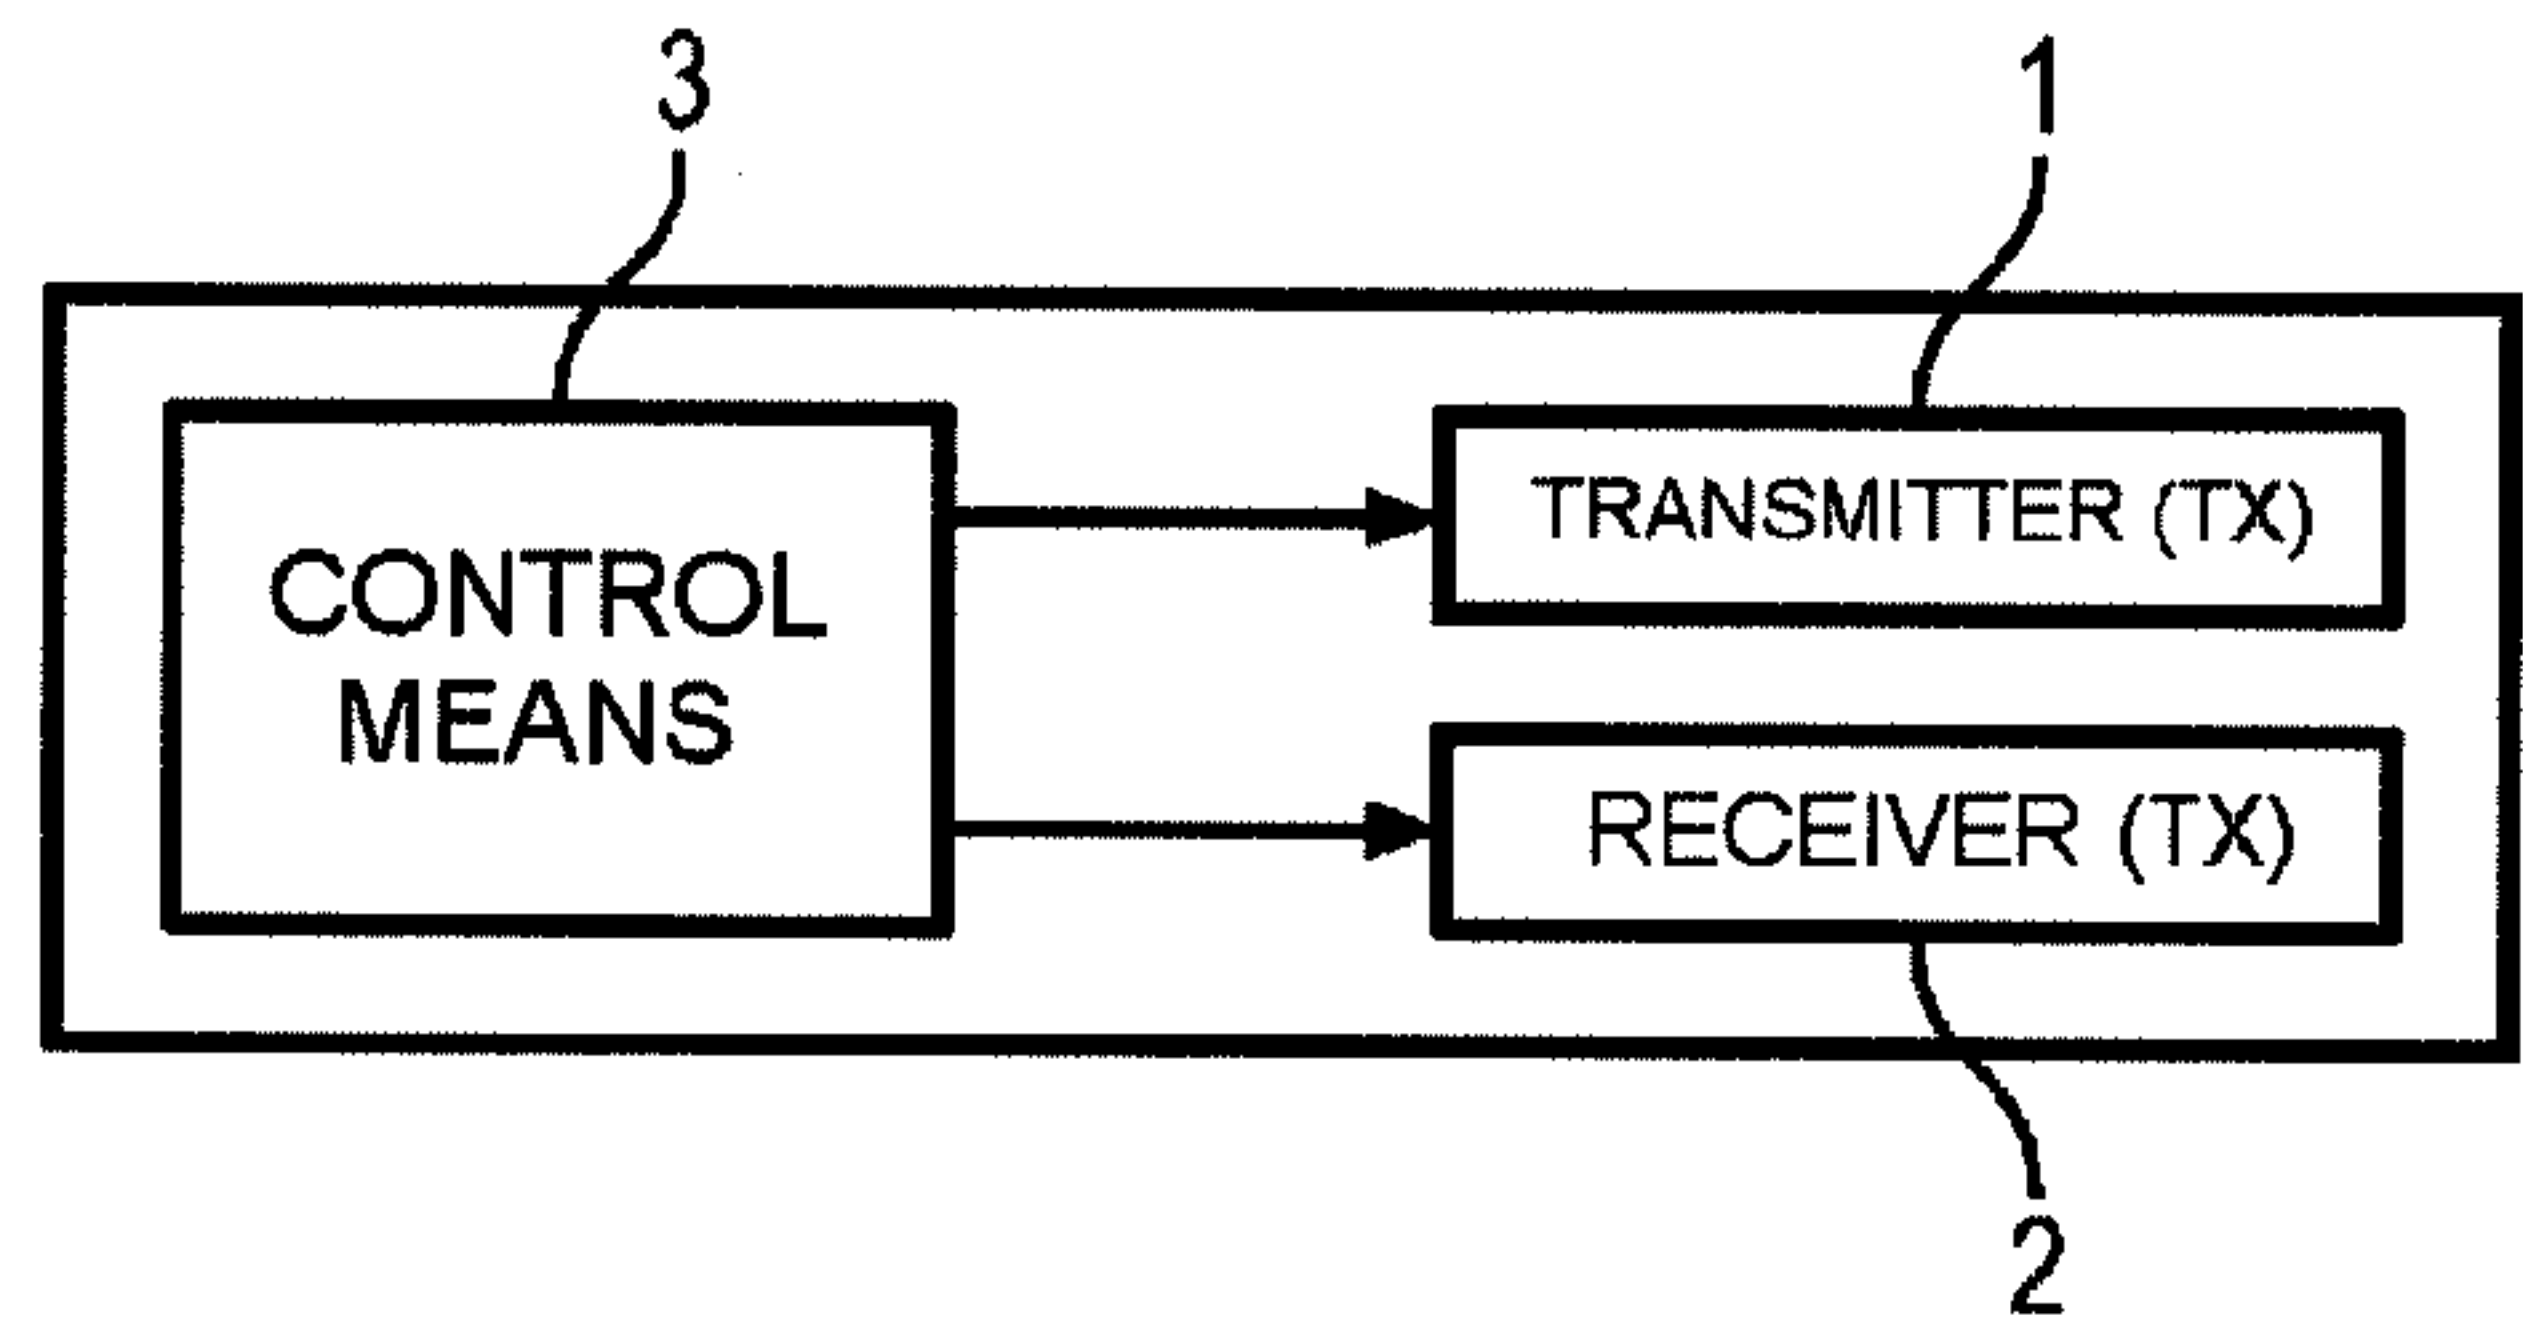 3
1
CONTROL
MEANS
TRANSMITTER (TX)
RECEIVER (TX)
2